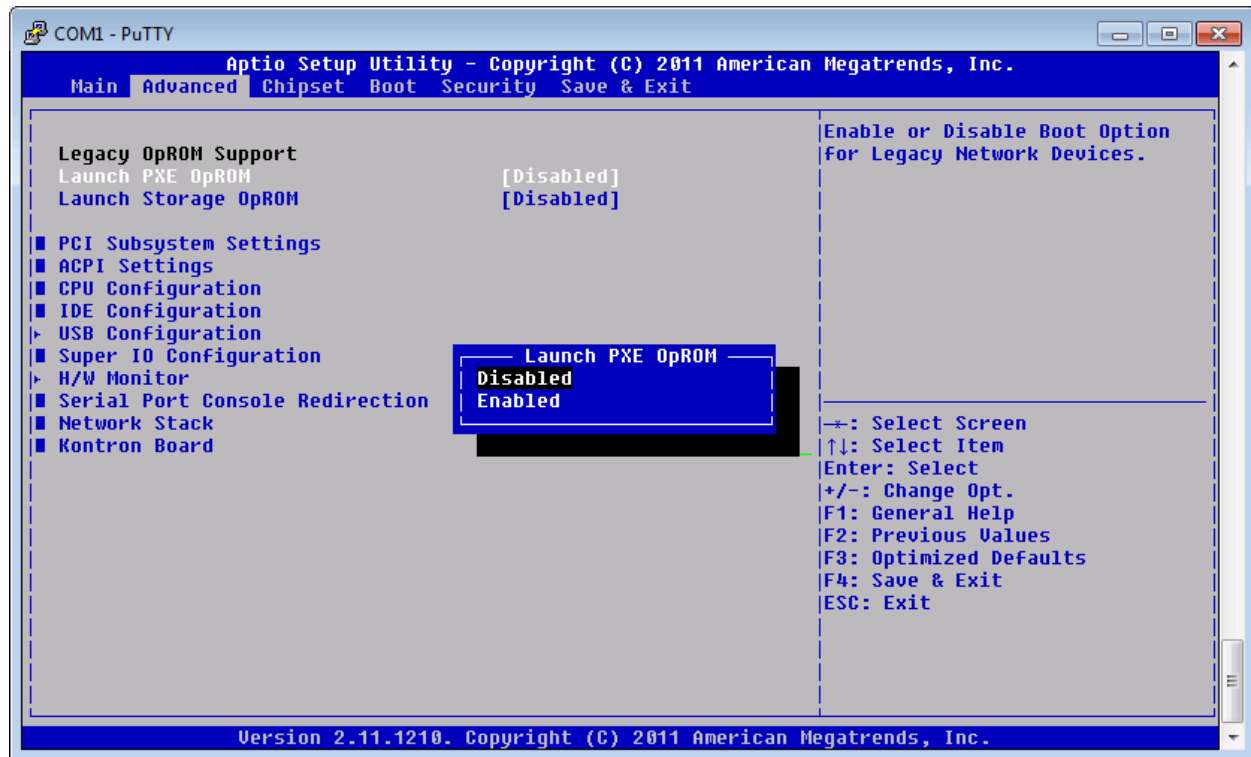 COM1 - PuTTY
Aptio Setup Utility - Copyright (C) 2011 American Megatrends, Inc.
Main Advanced Chipset Boot Security Save & Exit
Legacy OpROM Support
Launch PXE OpROM [Disabled]
Launch Storage OpROM [Disabled]
PCI Subsystem Settings
ACPI Settings
CPU Configuration
IDE Configuration
USB Configuration
Super IO Configuration
H/W Monitor
Serial Port Console Redirection
Network Stack
Kontron Board
Launch PXE OpROM
Disabled
Enabled
Enable or Disable Boot Option
for Legacy Network Devices.
→←: Select Screen
↑↓: Select Item
Enter: Select
+/-: Change Opt.
F1: General Help
F2: Previous Values
F3: Optimized Defaults
F4: Save & Exit
ESC: Exit
Version 2.11.1210. Copyright (C) 2011 American Megatrends, Inc.